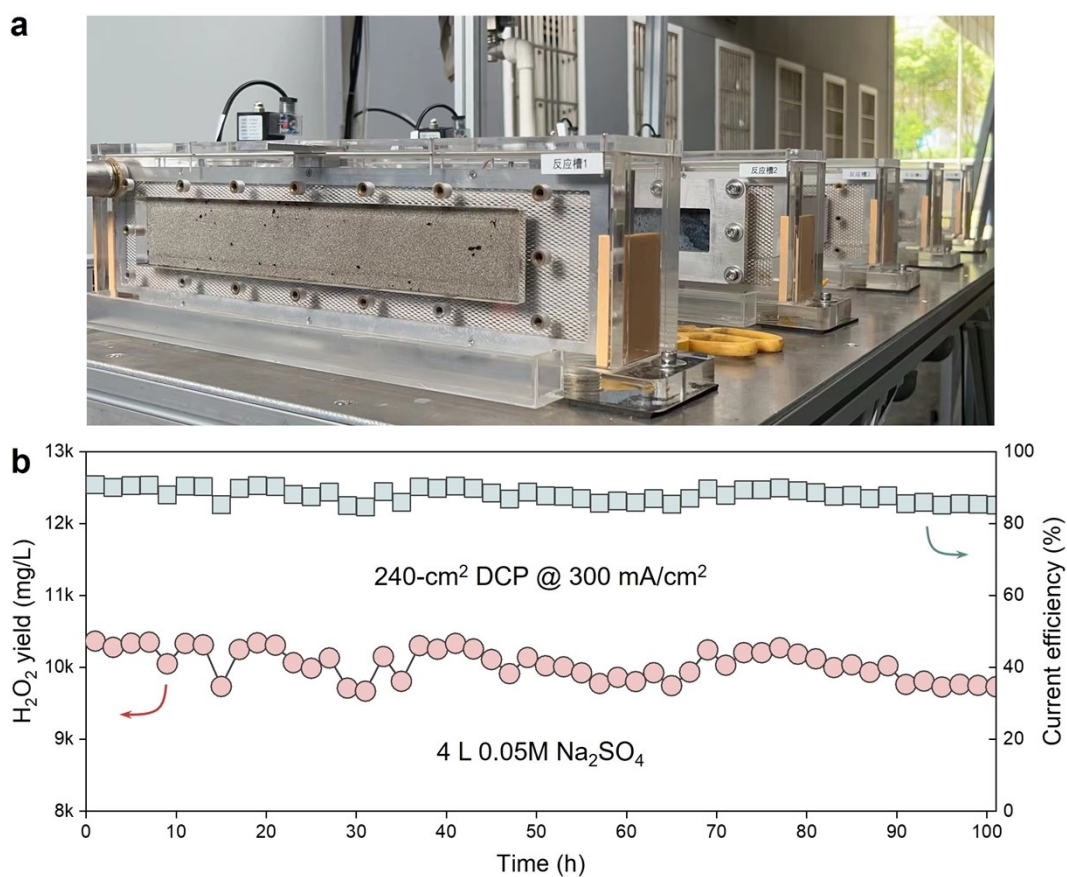 a
反应槽1
反应槽2
b
13k
12k
11k
10k
9k
8k
H₂O₂ yield (mg/L)
240-cm² DCP @ 300 mA/cm²
4 L 0.05M Na₂SO₄
100
80
60
40
20
0
Current efficiency (%)
0 10 20 30 40 50 60 70 80 90 100
Time (h)